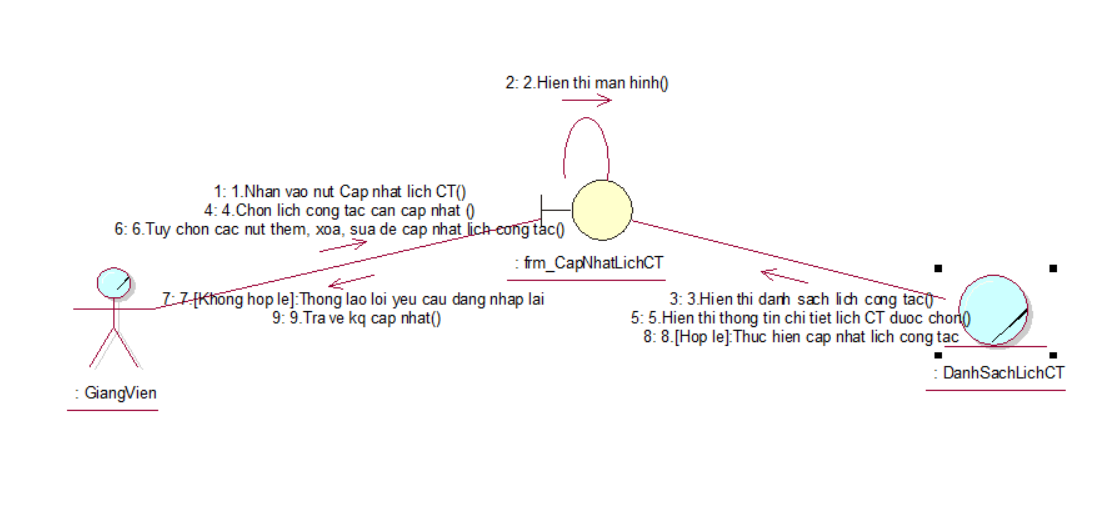 2: 2.Hien thi man hinh()
1: 1.Nhan vao nut Cap nhat lich CT()
4: 4.Chon lich cong tac can cap nhat ()
6: 6.Tuy chon cac nut them, xoa, sua de cap nhat lich cong tac()
: frm_CapNhatLichCT
7: 7.[Khong hop le]:Thong lao loi yeu cau dang nhap lai
9: 9.Tra ve kq cap nhat()
3: 3.Hien thi danh sach lich cong tac()
5: 5.Hien thi thong tin chi tiet lich CT duoc chon()
8: 8.[Hop le]:Thuc hien cap nhat lich cong tac
: GiangVien
: DanhSachLichCT